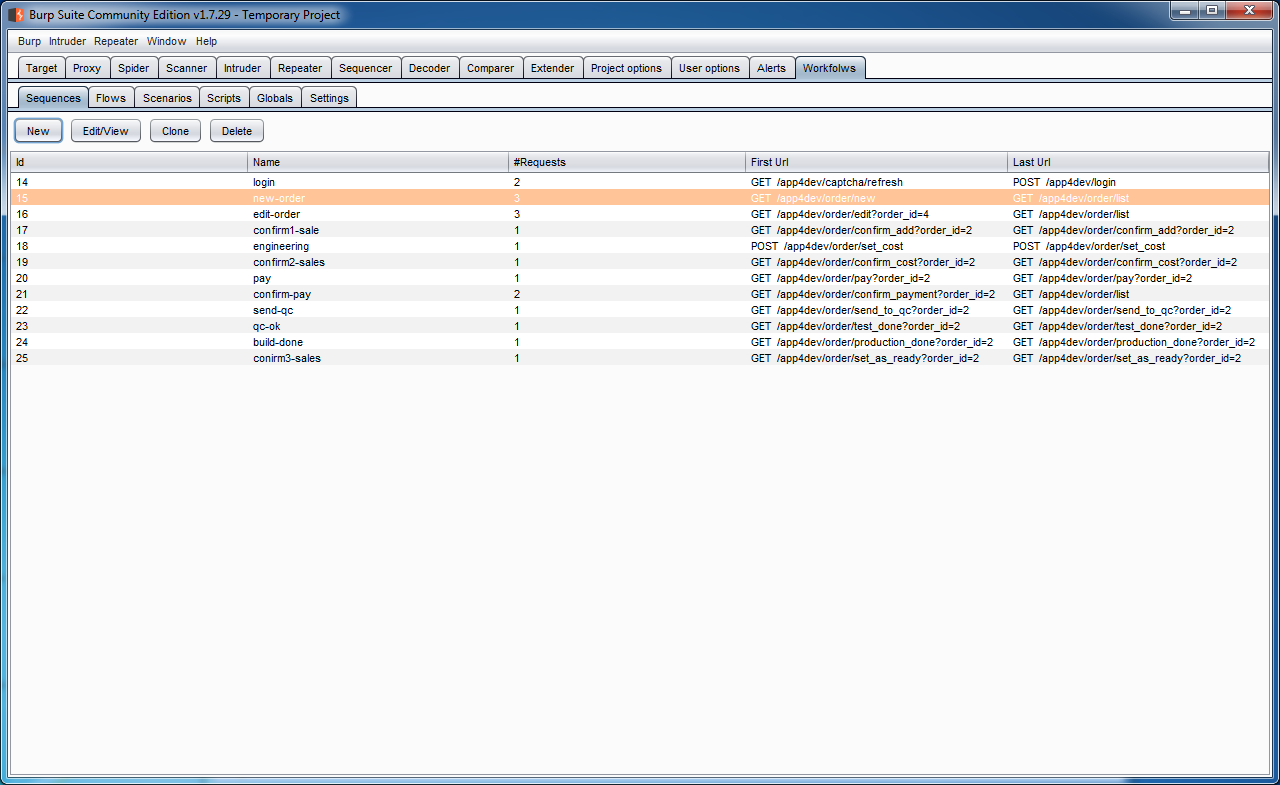 Burp Suite Community Edition v1.7.29 - Temporary Project
Burp Intruder Repeater Window Help
Target Proxy Spider Scanner Intruder Repeater Sequencer Decoder Comparer Extender Project options User options Alerts Workfolws
Sequences Flows Scenarios Scripts Globals Settings
New Edit/View Clone Delete
Id Name #Requests First Url Last Url
14 login 2 GET /app4dev/captcha/refresh POST /app4dev/login
15 new-order 3 GET /app4dev/order/new GET /app4dev/order/list
16 edit-order 3 GET /app4dev/order/edit?order_id=4 GET /app4dev/order/list
17 confirm1-sale 1 GET /app4dev/order/confirm_add?order_id=2 GET /app4dev/order/confirm_add?order_id=2
18 engineering 1 POST /app4dev/order/set_cost POST /app4dev/order/set_cost
19 confirm2-sales 1 GET /app4dev/order/confirm_cost?order_id=2 GET /app4dev/order/confirm_cost?order_id=2
20 pay 1 GET /app4dev/order/pay?order_id=2 GET /app4dev/order/pay?order_id=2
21 confirm-pay 2 GET /app4dev/order/confirm_payment?order_id=2 GET /app4dev/order/list
22 send-qc 1 GET /app4dev/order/send_to_qc?order_id=2 GET /app4dev/order/send_to_qc?order_id=2
23 qc-ok 1 GET /app4dev/order/test_done?order_id=2 GET /app4dev/order/test_done?order_id=2
24 build-done 1 GET /app4dev/order/production_done?order_id=2 GET /app4dev/order/production_done?order_id=2
25 conirm3-sales 1 GET /app4dev/order/set_as_ready?order_id=2 GET /app4dev/order/set_as_ready?order_id=2